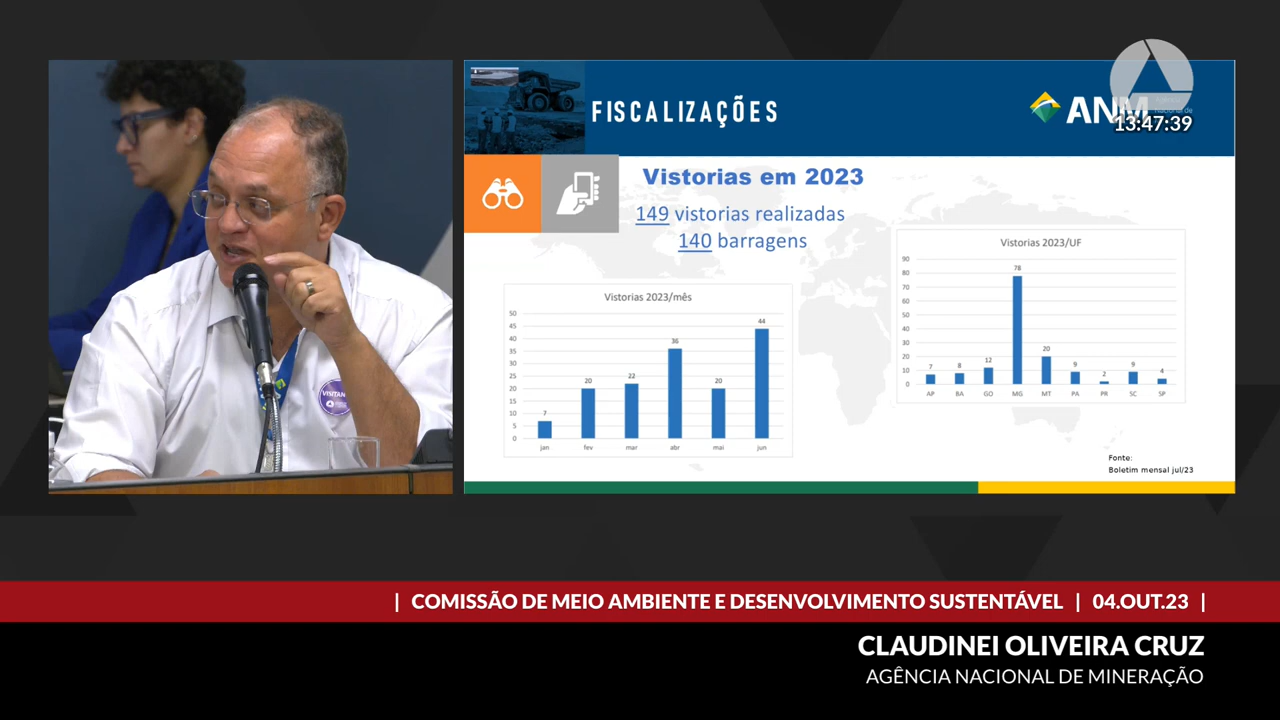 FISCALIZAÇÕES
ANM
13:47:39
Vistorias em 2023
149 vistorias realizadas
140 barragens
Vistorias 2023/mês
50
45
40
35
30
25
20
15
10
5
0
7
20
22
36
20
44
jan
fev
mar
abr
mai
jun
Vistorias 2023/UF
90
80
70
60
50
40
30
20
10
0
7
8
12
78
20
9
2
9
4
AP
BA
GO
MG
MT
PA
PR
SC
SP
Fonte:
Boletim mensal jul/23
VISITAN
| COMISSÃO DE MEIO AMBIENTE E DESENVOLVIMENTO SUSTENTÁVEL | 04.OUT.23 |
CLAUDINEI OLIVEIRA CRUZ
AGÊNCIA NACIONAL DE MINERAÇÃO